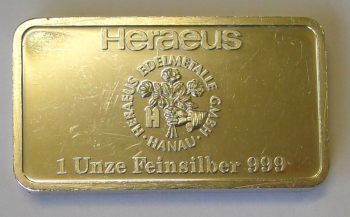 Heraeus
HERAEUS EDELMETALLE GMBH · HANAU ·
H
1 Unze Feinsilber 999